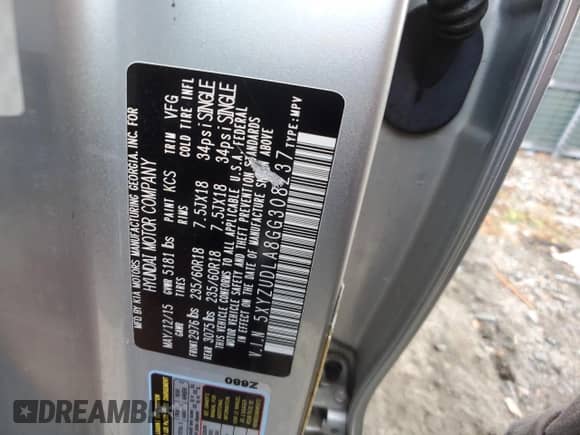 MFD BY KIA MOTORS MANUFACTURING GEORGIA, INC. FOR
HYUNDAI MOTOR COMPANY
MAY/12/15 GVWR 5181 lbs PAINT KCS TRIM VFG
GAWR TIRES RIMS COLD TIRE INFL
FRONT 2976 lbs 235/60R18 7.5JX18 34psi SINGLE
REAR 3075 lbs 235/60R18 7.5JX18 34psi SINGLE
THIS VEHICLE CONFORMS TO ALL APPLICABLE U.S.A. FEDERAL
MOTOR VEHICLE SAFETY AND THEFT PREVENTION STANDARDS
IN EFFECT ON THE DATE OF MANUFACTURE SHOWN ABOVE
V.I.N. 5XYZUDLA8GG308237 TYPE: MPV
Z680
DREAMB